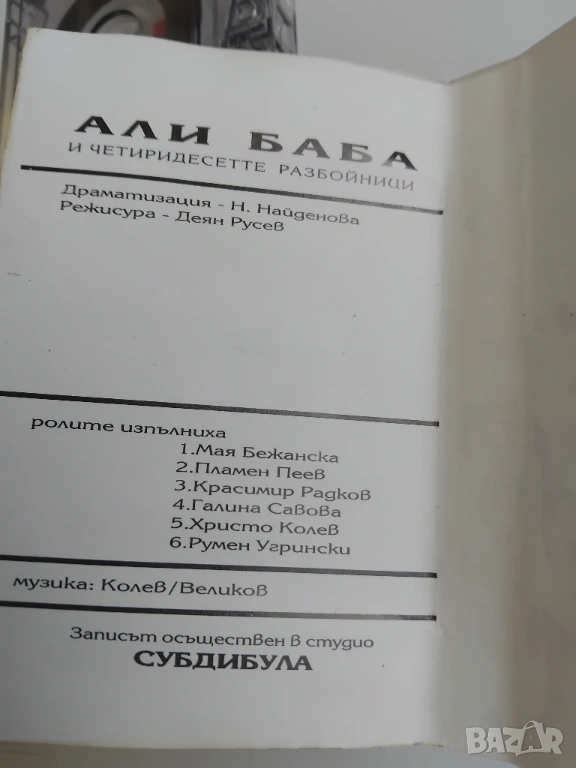 АЛИ БАБА
И ЧЕТИРИДЕСЕТТЕ РАЗБОЙНИЦИ
Драматизация - Н. Найденова
Режисура - Деян Русев
ролите изпълниха
1.Мая Бежанска
2.Пламен Пеев
3.Красимир Радков
4.Галина Савова
5.Христо Колев
6.Румен Угрински
музика: Колев/Великов
Записът осъществен в студио
СУБДИБУЛА
BAZAR